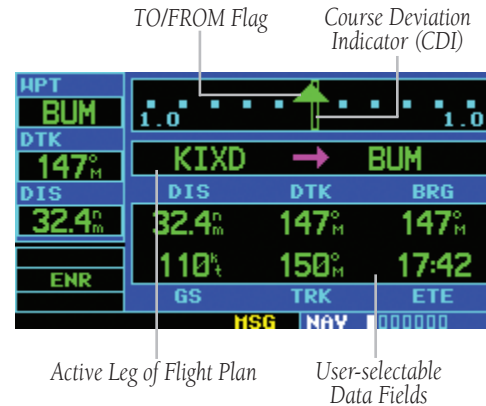 TO/FROM Flag
Course Deviation
Indicator (CDI)
WPT
BUM
DTK
147°M
DIS
32.4nm
ENR
1.0 1.0
KIXD → BUM
DIS DTK BRG
32.4nm 147°M 147°M
110kt 150°M 17:42
GS TRK ETE
MSG NAV
Active Leg of Flight Plan
User-selectable
Data Fields